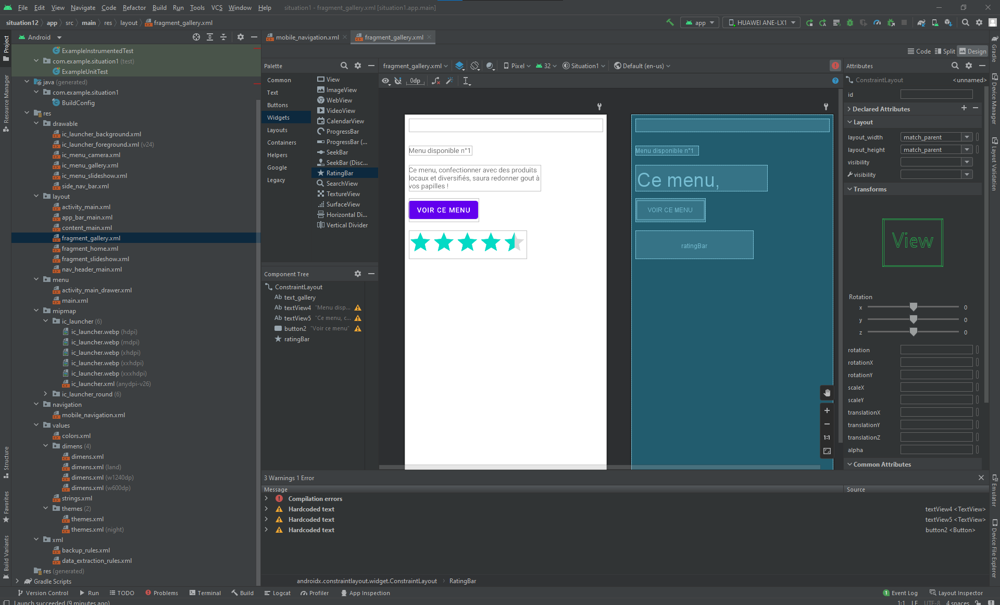 File Edit View Navigate Code Refactor Build Run Tools VCS Window Help situation1 - fragment_gallery.xml [situation1.app.main]
situation12 app src main res layout fragment_gallery.xml app HUAWEI ANE-LX1
Project
Resource Manager
Structure
Favorites
Build Variants
Android
ExampleInstrumentedTest
com.example.situation1 (test)
ExampleUnitTest
java (generated)
com.example.situation1
BuildConfig
res
drawable
ic_launcher_background.xml
ic_launcher_foreground.xml (v24)
ic_menu_camera.xml
ic_menu_gallery.xml
ic_menu_slideshow.xml
side_nav_bar.xml
layout
activity_main.xml
app_bar_main.xml
content_main.xml
fragment_gallery.xml
fragment_home.xml
fragment_slideshow.xml
nav_header_main.xml
menu
activity_main_drawer.xml
main.xml
mipmap
ic_launcher (6)
ic_launcher.webp (hdpi)
ic_launcher.webp (mdpi)
ic_launcher.webp (xhdpi)
ic_launcher.webp (xxhdpi)
ic_launcher.webp (xxxhdpi)
ic_launcher.xml (anydpi-v26)
ic_launcher_round (6)
navigation
mobile_navigation.xml
values
colors.xml
dimens (4)
dimens.xml
dimens.xml (land)
dimens.xml (w1240dp)
dimens.xml (w600dp)
strings.xml
themes (2)
themes.xml
themes.xml (night)
xml
backup_rules.xml
data_extraction_rules.xml
res (generated)
Gradle Scripts
mobile_navigation.xml fragment_gallery.xml
Code Split Design
Palette
Common
Text
Buttons
Widgets
Layouts
Containers
Helpers
Google
Legacy
View
ImageView
WebView
VideoView
CalendarView
ProgressBar
ProgressBar (...
SeekBar
SeekBar (Disc...
RatingBar
SearchView
TextureView
SurfaceView
Horizontal Di...
Vertical Divider
Component Tree
ConstraintLayout
Ab text_gallery
Ab textView4 "Menu disp...
Ab textView5 "Ce menu, c...
button2 "Voir ce menu"
ratingBar
fragment_gallery.xml Pixel 32 Situation1 Default (en-us)
0dp
Menu disponible n°1
Ce menu, confectionner avec des produits
locaux et diversifiés, saura redonner gout à
vos papilles !
VOIR CE MENU
Menu disponible n°1
Ce menu,
VOIR CE MENU
ratingBar
1:1
Attributes
ConstraintLayout <unnamed>
id
Declared Attributes
Layout
layout_width match_parent
layout_height match_parent
visibility
visibility
Transforms
View
Rotation
x 0
y 0
z 0
rotation
rotationX
rotationY
scaleX
scaleY
translationX
translationY
translationZ
alpha
Common Attributes
Gradle
Device Manager
Layout Validation
Emulator
Device File Explorer
3 Warnings 1 Error
Message Source
Compilation errors
Hardcoded text textView4 <TextView>
Hardcoded text textView5 <TextView>
Hardcoded text button2 <Button>
androidx.constraintlayout.widget.ConstraintLayout RatingBar
Version Control Run TODO Problems Terminal Build Logcat Profiler App Inspection 1 Event Log Layout Inspector
Launch succeeded (9 minutes ago) 1:1 LF UTF-8 4 spaces